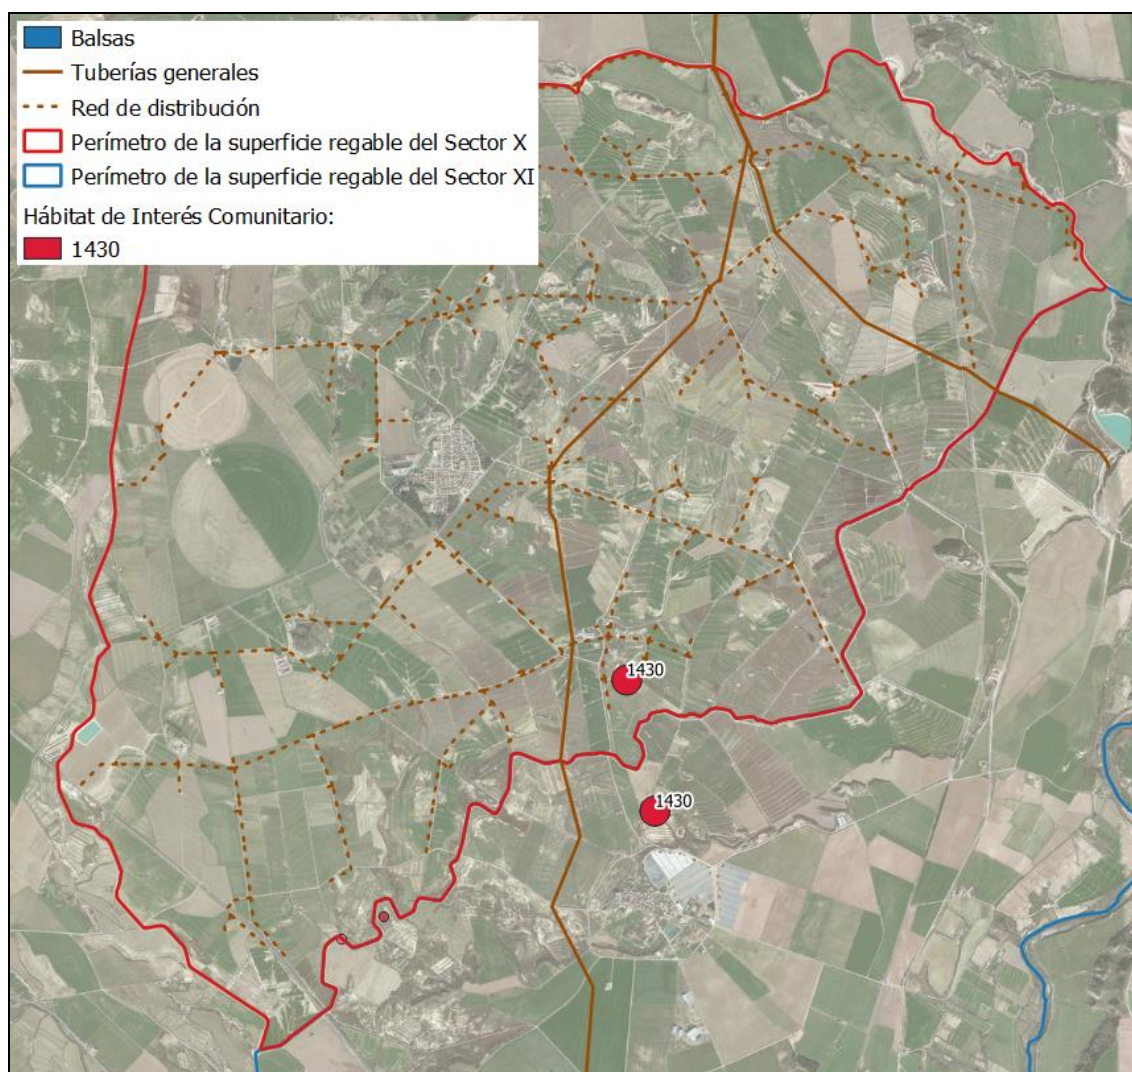 Balsas
Tuberías generales
Red de distribución
Perímetro de la superficie regable del Sector X
Perímetro de la superficie regable del Sector XI
Hábitat de Interés Comunitario:
1430
1430
1430